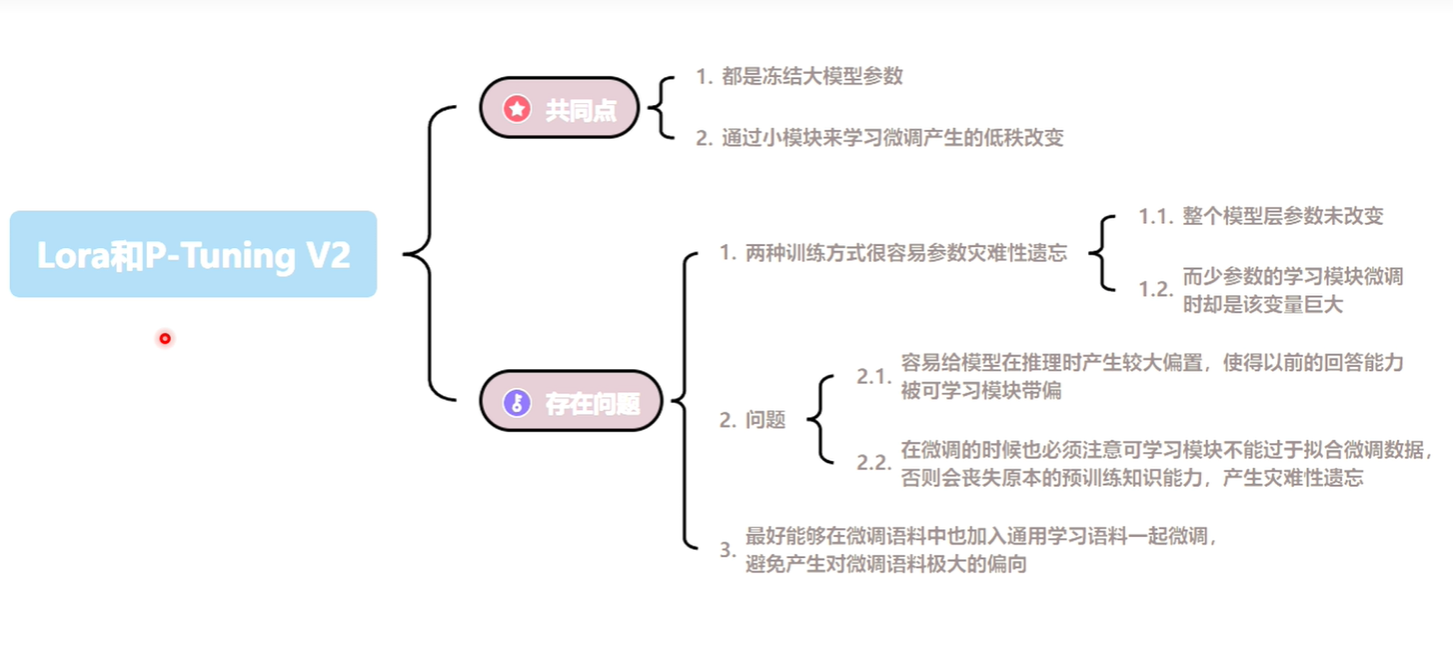 Lora和P-Tuning V2
共同点
1. 都是冻结大模型参数
2. 通过小模块来学习微调产生的低秩改变
存在问题
1. 两种训练方式很容易参数灾难性遗忘
1.1. 整个模型层参数未改变
1.2. 而少参数的学习模块微调
时却是该变量巨大
2. 问题
2.1. 容易给模型在推理时产生较大偏置，使得以前的回答能力
被可学习模块带偏
2.2. 在微调的时候也必须注意可学习模块不能过于拟合微调数据，
否则会丧失原本的预训练知识能力，产生灾难性遗忘
3. 最好能够在微调语料中也加入通用学习语料一起微调，
避免产生对微调语料极大的偏向